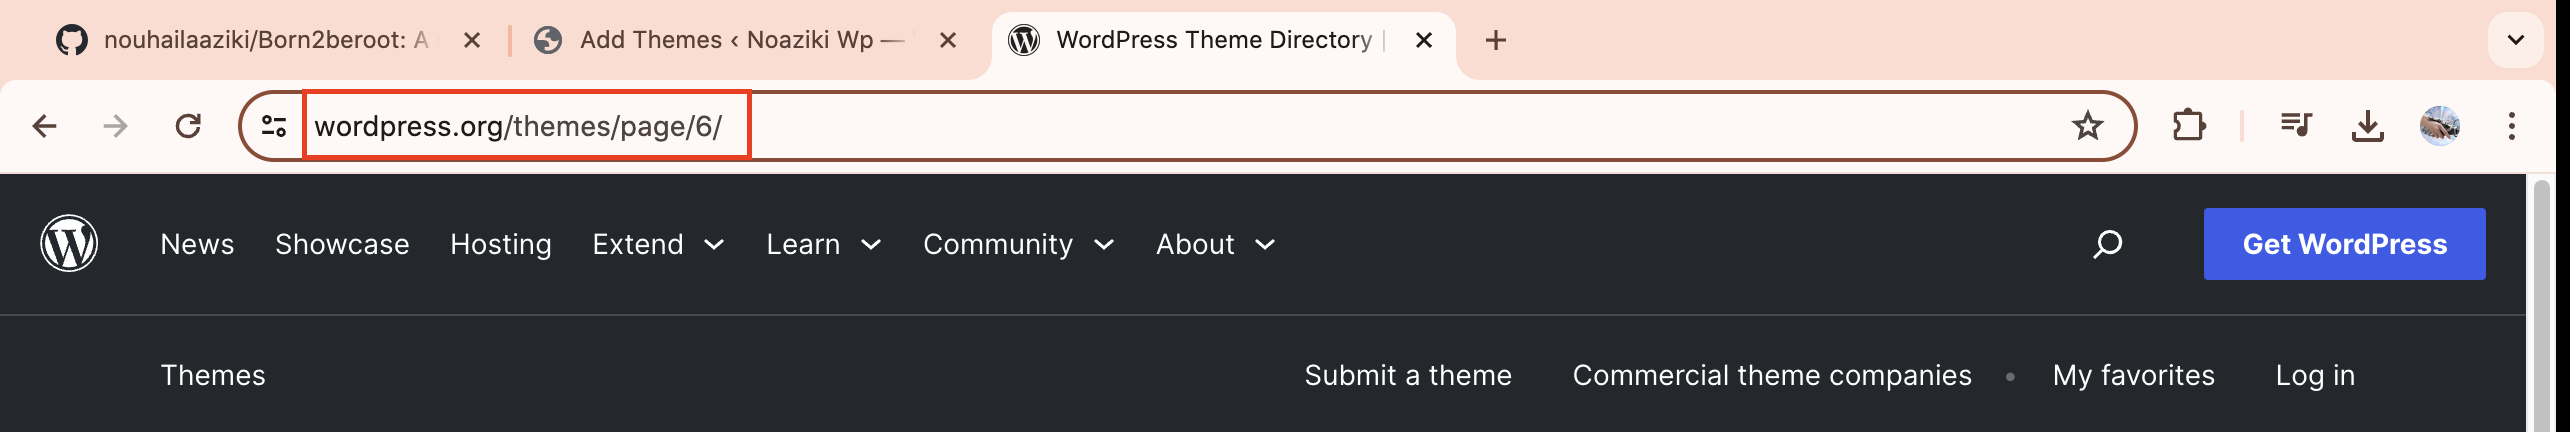 nouhailaaziki/Born2beroot: A
Add Themes ‹ Noaziki Wp —
WordPress Theme Directory |
wordpress.org/themes/page/6/
News Showcase Hosting Extend Learn Community About Get WordPress
Themes Submit a theme Commercial theme companies • My favorites Log in